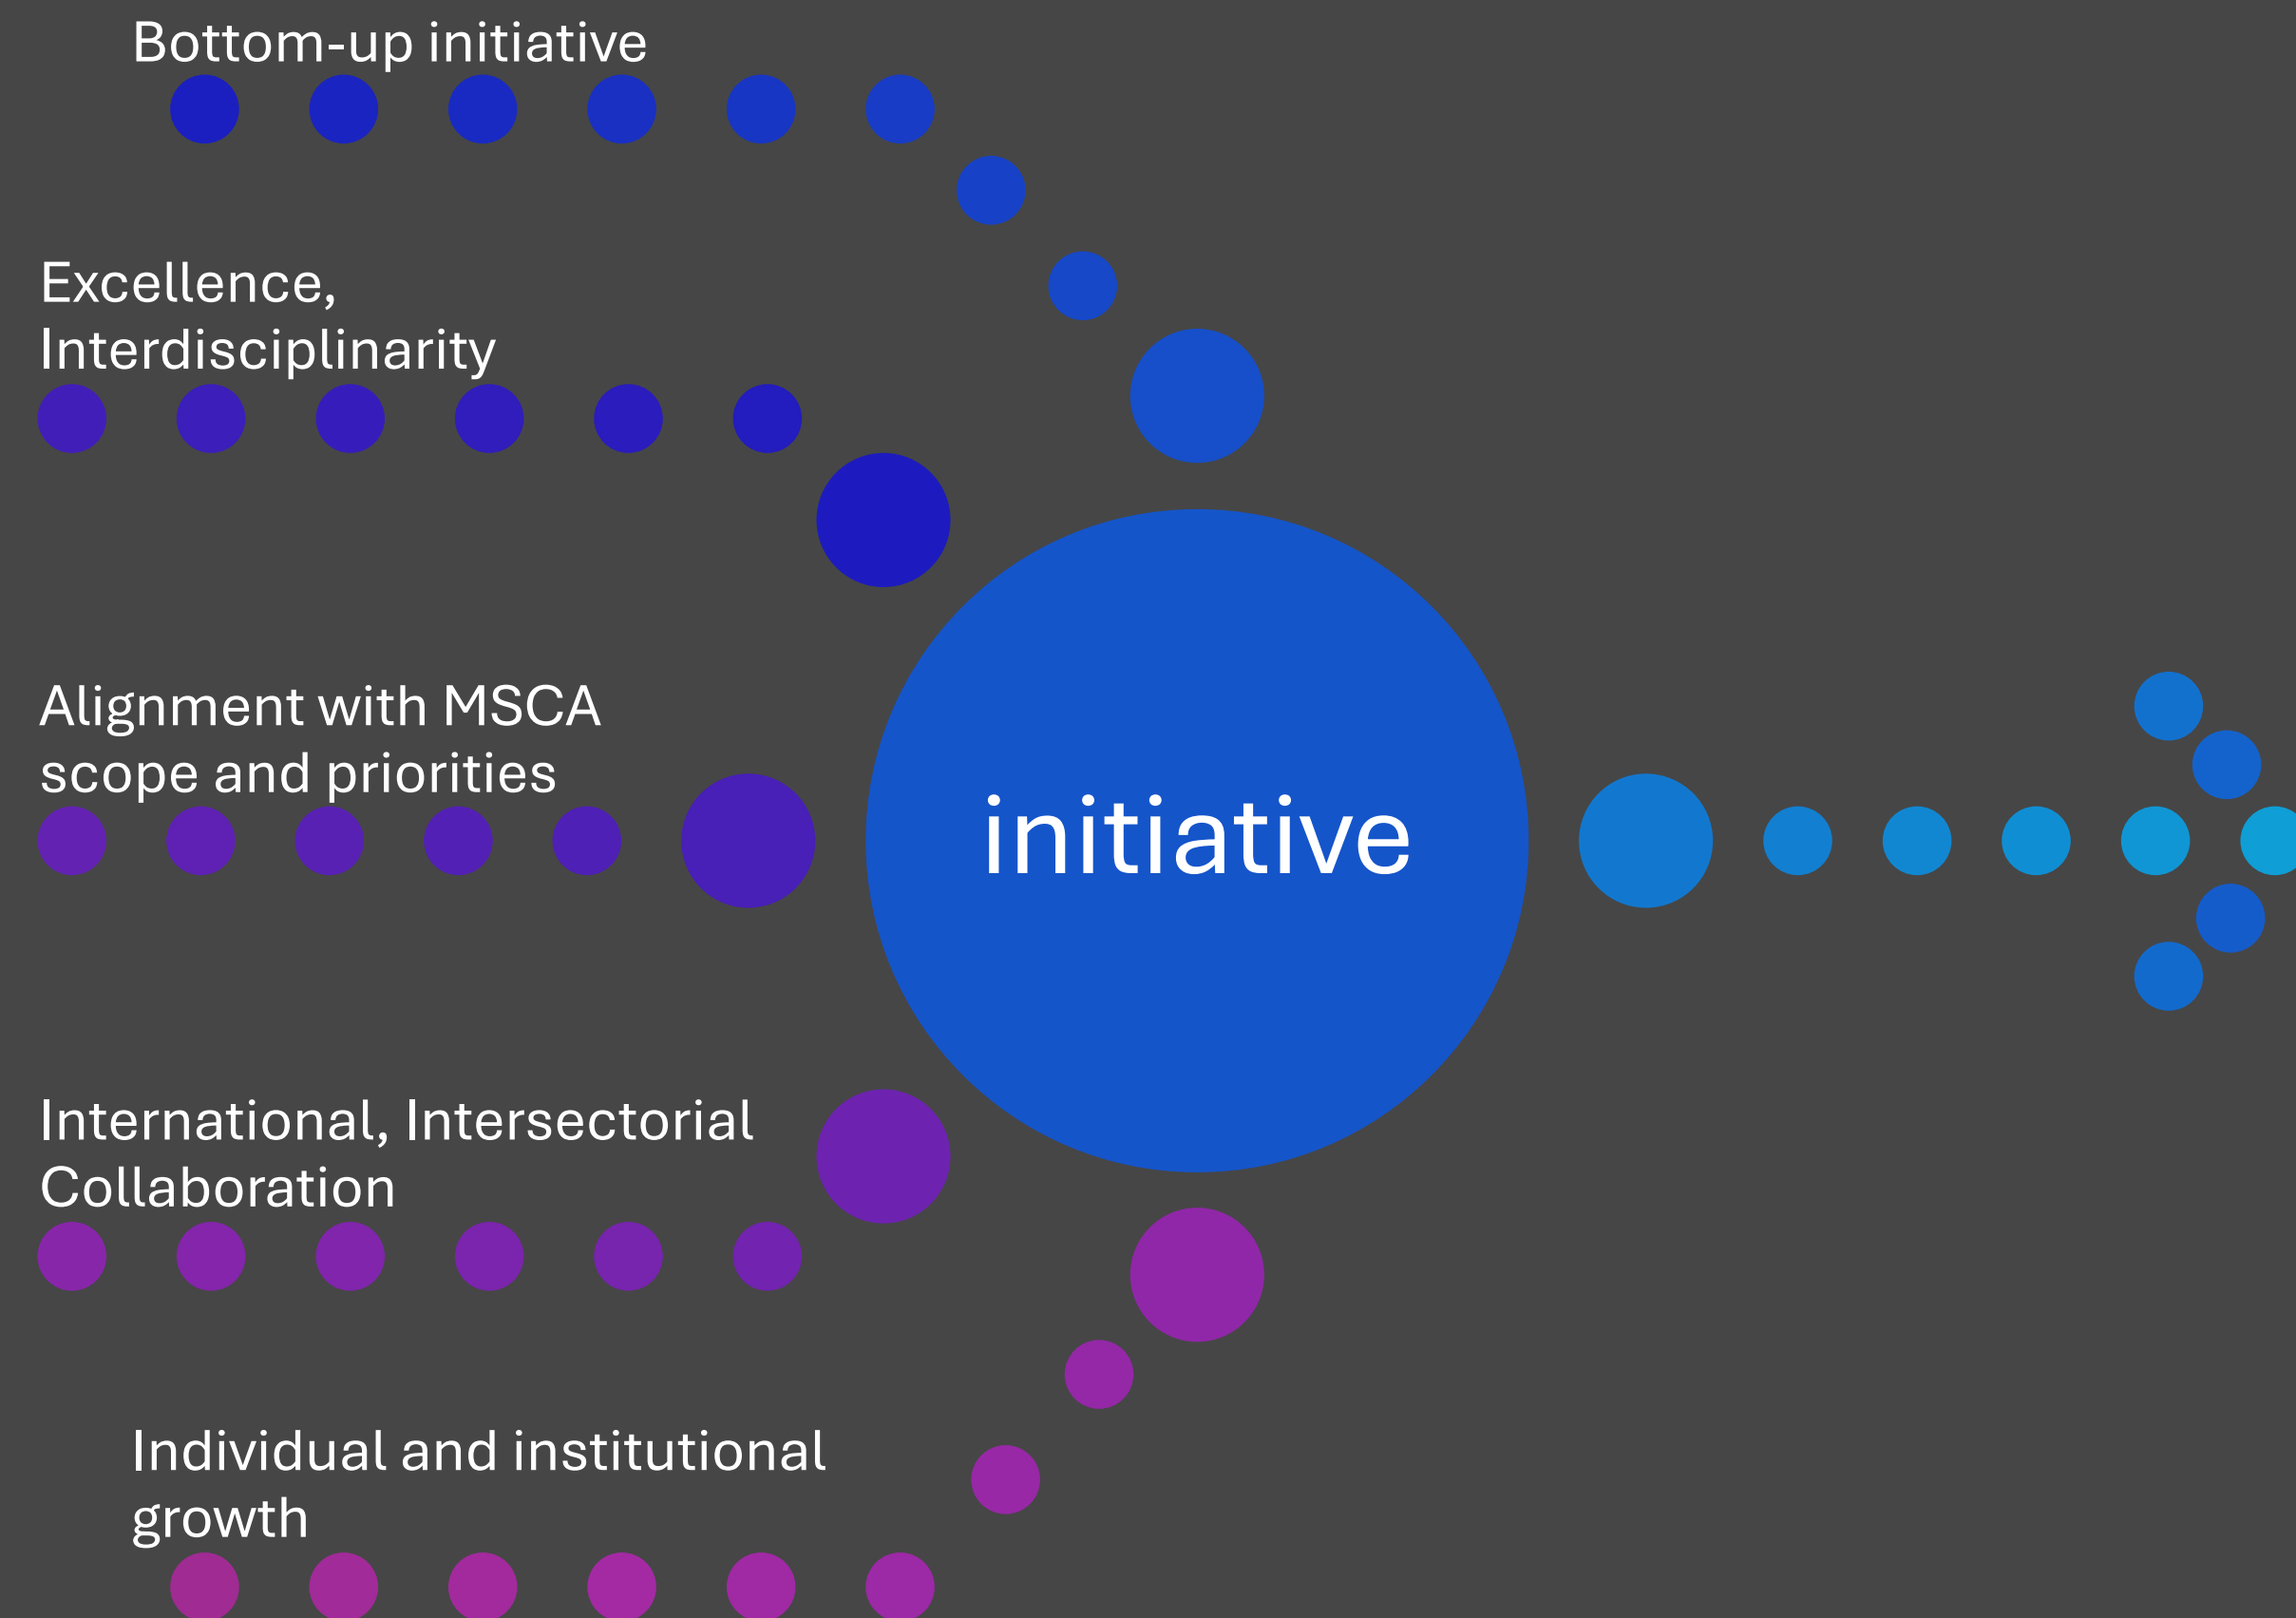 Bottom-up initiative
Excellence,
Interdisciplinarity
Alignment with MSCA
scope and priorities
initiative
International, Intersectorial
Collaboration
Individual and institutional
growth